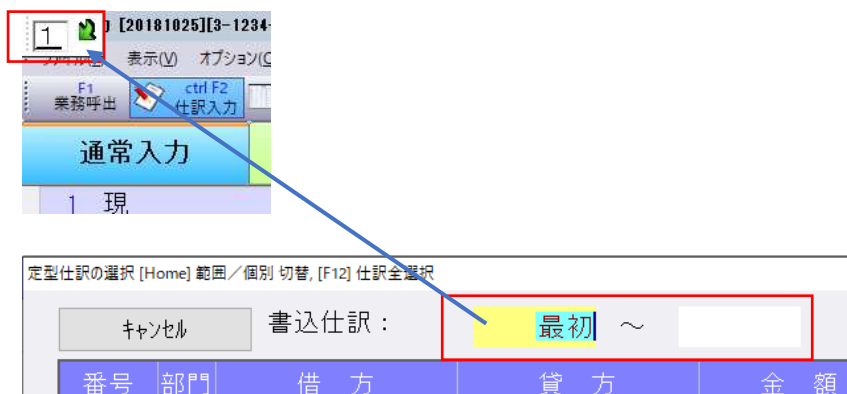 1 [20181025][3-1234-
表示(V) オプション(O
F1 業務呼出 ctrl F2 仕訳入力
通常入力
1 現
定型仕訳の選択 [Home] 範囲／個別 切替, [F12] 仕訳全選択
ｷｬﾝｾﾙ 書込仕訳： 最初 ～
番号 部門 借 方 貸 方 金 額